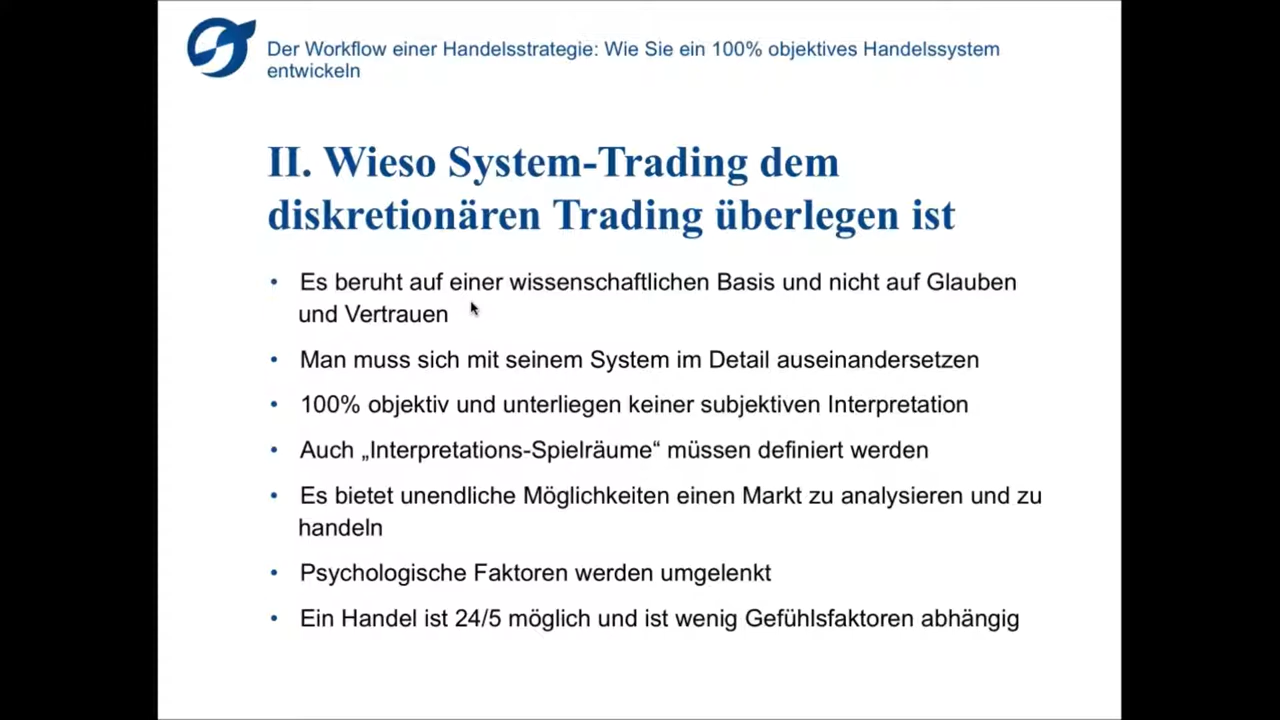 Der Workflow einer Handelsstrategie: Wie Sie ein 100% objektives Handelssystem
entwickeln
II. Wieso System-Trading dem
diskretionären Trading überlegen ist
• Es beruht auf einer wissenschaftlichen Basis und nicht auf Glauben
und Vertrauen
• Man muss sich mit seinem System im Detail auseinandersetzen
• 100% objektiv und unterliegen keiner subjektiven Interpretation
• Auch „Interpretations-Spielräume“ müssen definiert werden
• Es bietet unendliche Möglichkeiten einen Markt zu analysieren und zu
handeln
• Psychologische Faktoren werden umgelenkt
• Ein Handel ist 24/5 möglich und ist wenig Gefühlsfaktoren abhängig